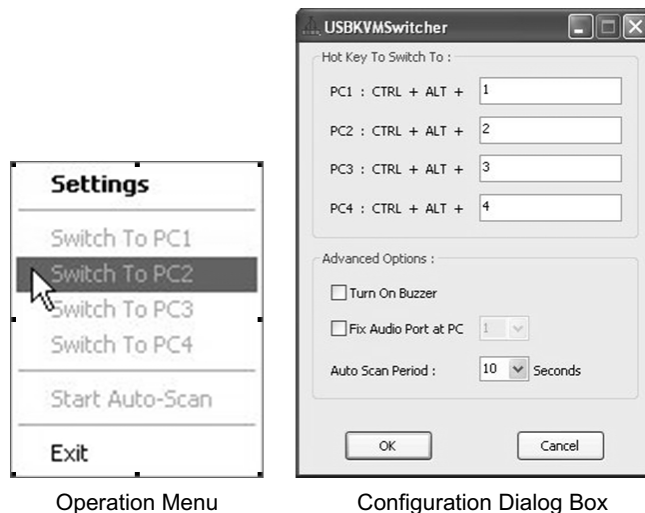 Settings
Switch To PC1
Switch To PC2
Switch To PC3
Switch To PC4
Start Auto-Scan
Exit
Operation Menu
USBKVMSwitcher
Hot Key To Switch To :
PC1 : CTRL + ALT + 1
PC2 : CTRL + ALT + 2
PC3 : CTRL + ALT + 3
PC4 : CTRL + ALT + 4
Advanced Options :
Turn On Buzzer
Fix Audio Port at PC 1
Auto Scan Period : 10 Seconds
OK Cancel
Configuration Dialog Box